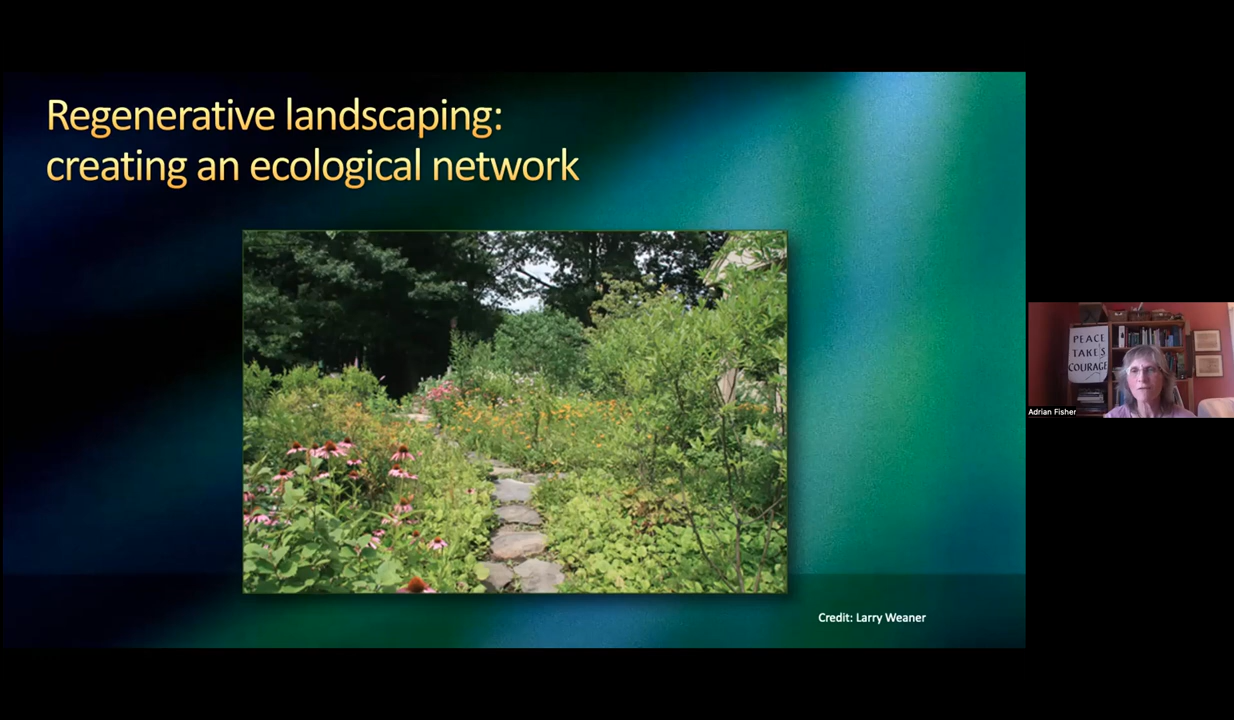 Regenerative landscaping:
creating an ecological network
Credit: Larry Weaner
PEACE
TAKES
COURAGE
Adrian Fisher